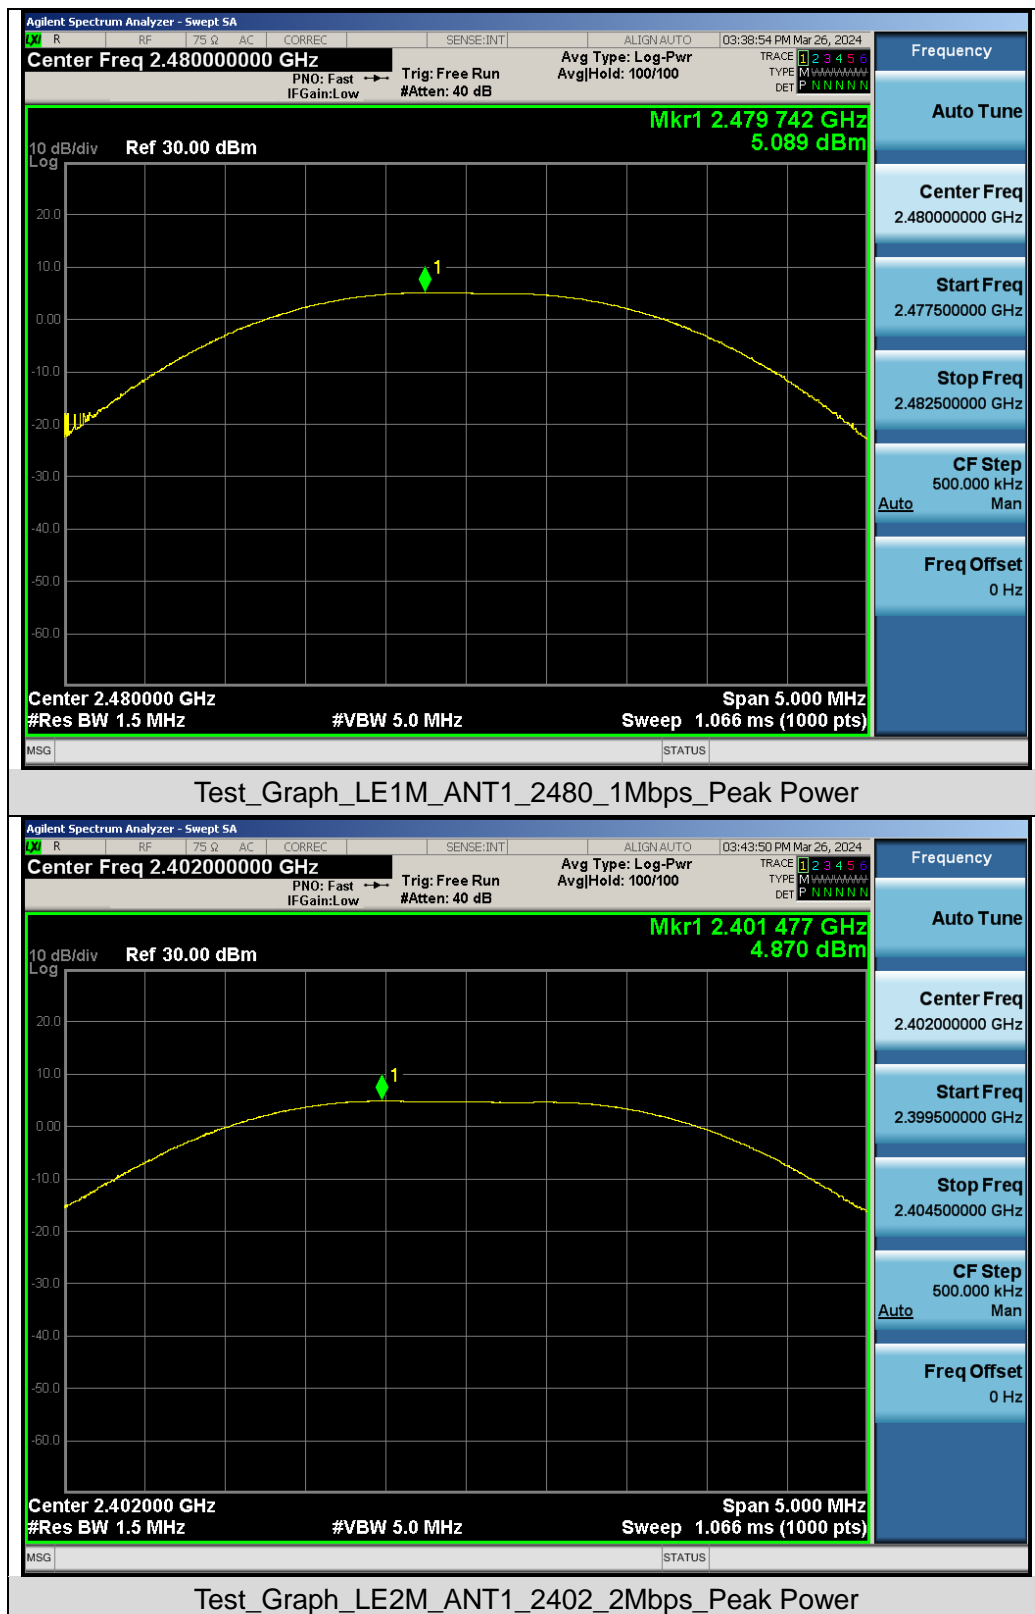 Agilent Spectrum Analyzer - Swept SA
LXI R RF 75 Ω AC CORREC SENSE:INT ALIGN AUTO 03:38:54 PM Mar 26, 2024
Center Freq 2.480000000 GHz
PNO: Fast
IFGain:Low
Trig: Free Run
#Atten: 40 dB
Avg Type: Log-Pwr
Avg|Hold: 100/100
TRACE 1 2 3 4 5 6
TYPE M
DET P N N N N N
Mkr1 2.479 742 GHz
5.089 dBm
10 dB/div Ref 30.00 dBm
Log
20.0
10.0
1
0.00
-10.0
-20.0
-30.0
-40.0
-50.0
-60.0
Center 2.480000 GHz Span 5.000 MHz
#Res BW 1.5 MHz #VBW 5.0 MHz Sweep 1.066 ms (1000 pts)
MSG STATUS
Frequency
Auto Tune
Center Freq
2.480000000 GHz
Start Freq
2.477500000 GHz
Stop Freq
2.482500000 GHz
CF Step
500.000 kHz
Auto Man
Freq Offset
0 Hz
Test_Graph_LE1M_ANT1_2480_1Mbps_Peak Power
Agilent Spectrum Analyzer - Swept SA
LXI R RF 75 Ω AC CORREC SENSE:INT ALIGN AUTO 03:43:50 PM Mar 26, 2024
Center Freq 2.402000000 GHz
PNO: Fast
IFGain:Low
Trig: Free Run
#Atten: 40 dB
Avg Type: Log-Pwr
Avg|Hold: 100/100
TRACE 1 2 3 4 5 6
TYPE M
DET P N N N N N
Mkr1 2.401 477 GHz
4.870 dBm
10 dB/div Ref 30.00 dBm
Log
20.0
10.0
1
0.00
-10.0
-20.0
-30.0
-40.0
-50.0
-60.0
Center 2.402000 GHz Span 5.000 MHz
#Res BW 1.5 MHz #VBW 5.0 MHz Sweep 1.066 ms (1000 pts)
MSG STATUS
Frequency
Auto Tune
Center Freq
2.402000000 GHz
Start Freq
2.399500000 GHz
Stop Freq
2.404500000 GHz
CF Step
500.000 kHz
Auto Man
Freq Offset
0 Hz
Test_Graph_LE2M_ANT1_2402_2Mbps_Peak Power